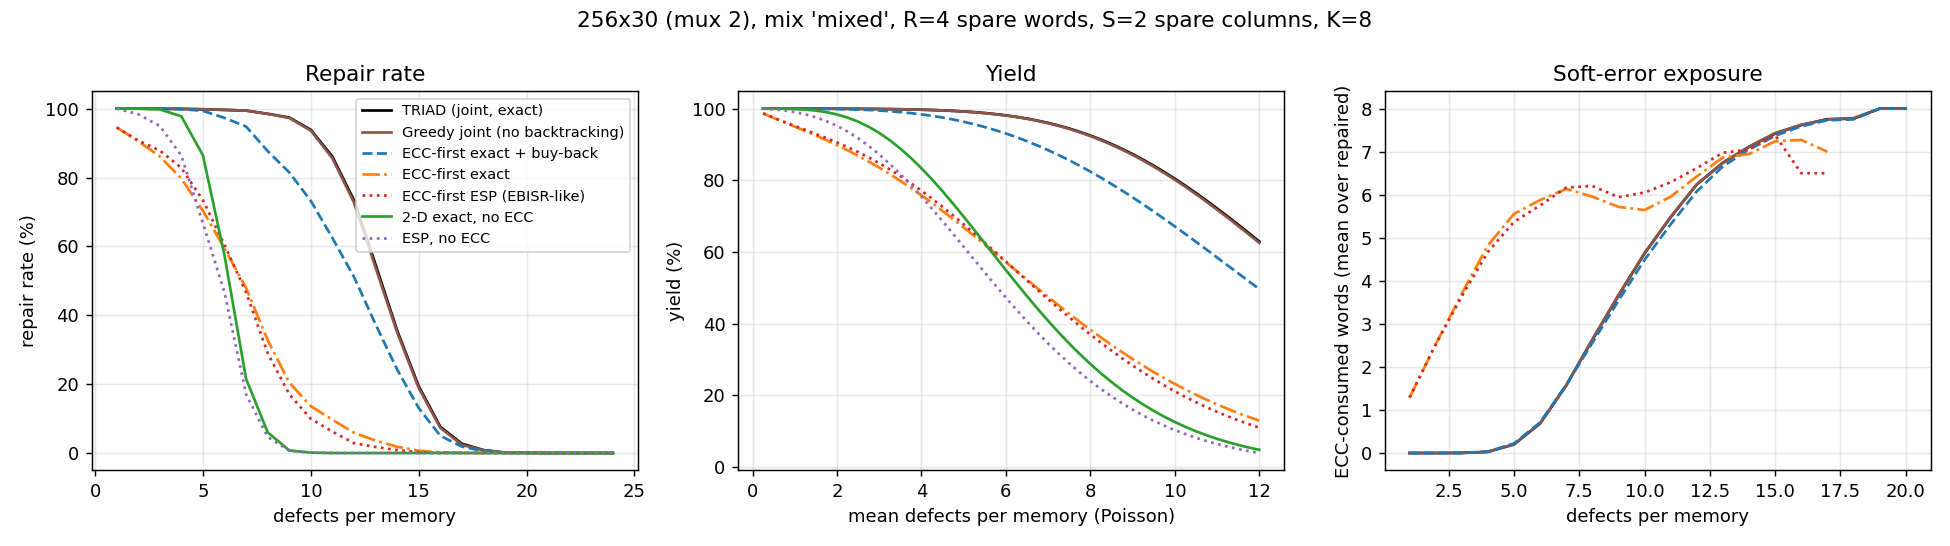 256x30 (mux 2), mix 'mixed', R=4 spare words, S=2 spare columns, K=8
Repair rate
repair rate (%)
100
80
60
40
20
0
0 5 10 15 20 25
defects per memory
TRIAD (joint, exact)
Greedy joint (no backtracking)
ECC-first exact + buy-back
ECC-first exact
ECC-first ESP (EBISR-like)
2-D exact, no ECC
ESP, no ECC
Yield
yield (%)
100
80
60
40
20
0
0 2 4 6 8 10 12
mean defects per memory (Poisson)
Soft-error exposure
ECC-consumed words (mean over repaired)
8
7
6
5
4
3
2
1
0
2.5 5.0 7.5 10.0 12.5 15.0 17.5 20.0
defects per memory